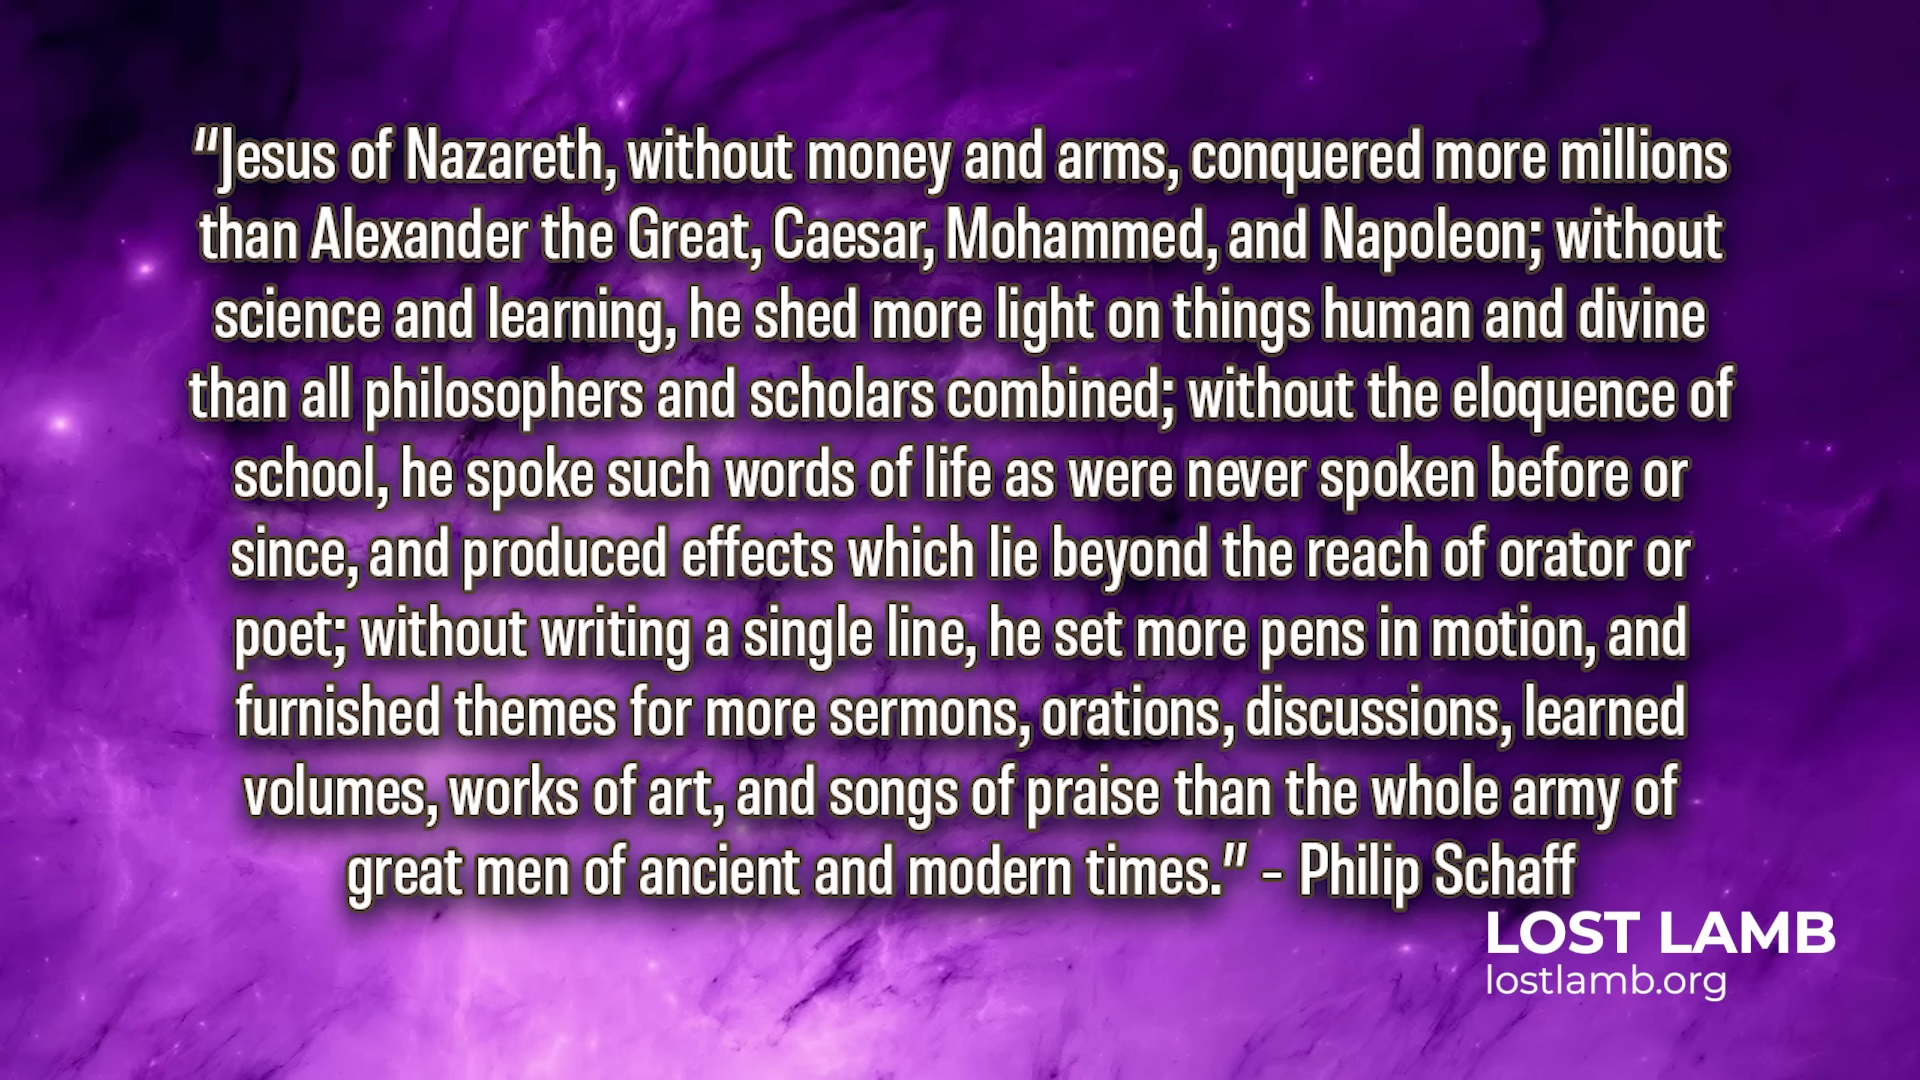 “Jesus of Nazareth, without money and arms, conquered more millions
than Alexander the Great, Caesar, Mohammed, and Napoleon; without
science and learning, he shed more light on things human and divine
than all philosophers and scholars combined; without the eloquence of
school, he spoke such words of life as were never spoken before or
since, and produced effects which lie beyond the reach of orator or
poet; without writing a single line, he set more pens in motion, and
furnished themes for more sermons, orations, discussions, learned
volumes, works of art, and songs of praise than the whole army of
great men of ancient and modern times.” - Philip Schaff
LOST LAMB
lostlamb.org